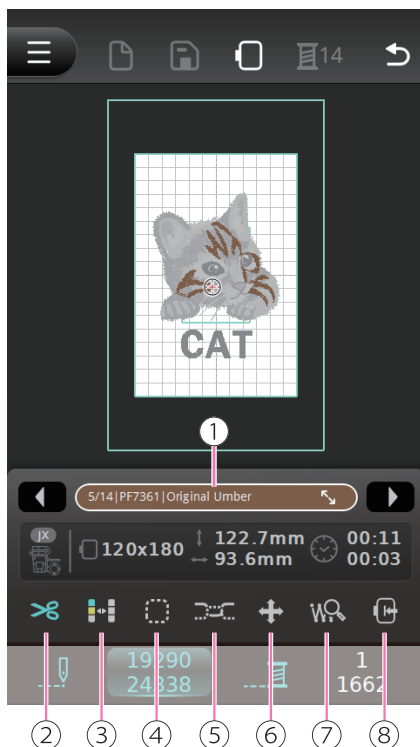 14
CAT
①
5/14|PF7361|Original Umber
JX
120x180
122.7mm
93.6mm
00:11
00:03
W
19290
24838
1
1662
② ③ ④ ⑤ ⑥ ⑦ ⑧